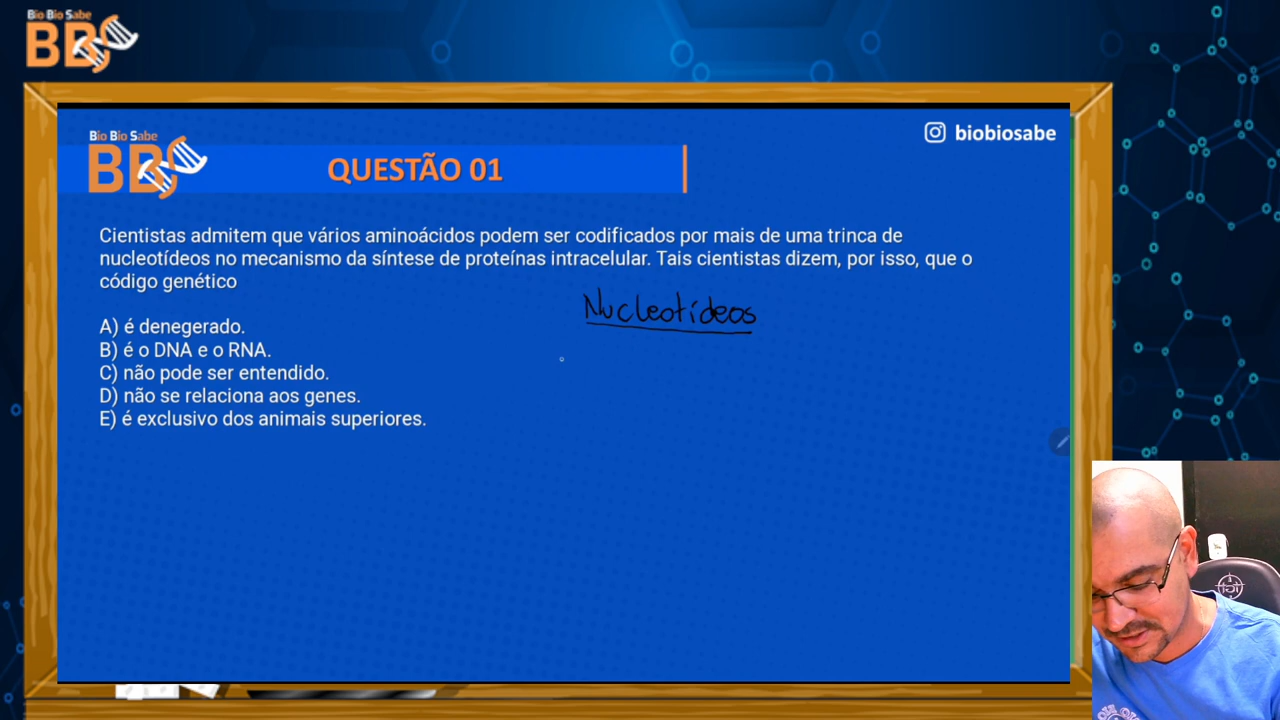 Bio Bio Sabe
BBS
Bio Bio Sabe
BBS
biobiosabe
QUESTÃO 01
Cientistas admitem que vários aminoácidos podem ser codificados por mais de uma trinca de
nucleotídeos no mecanismo da síntese de proteínas intracelular. Tais cientistas dizem, por isso, que o
código genético
Nucleotídeos
A) é denegerado.
B) é o DNA e o RNA.
C) não pode ser entendido.
D) não se relaciona aos genes.
E) é exclusivo dos animais superiores.